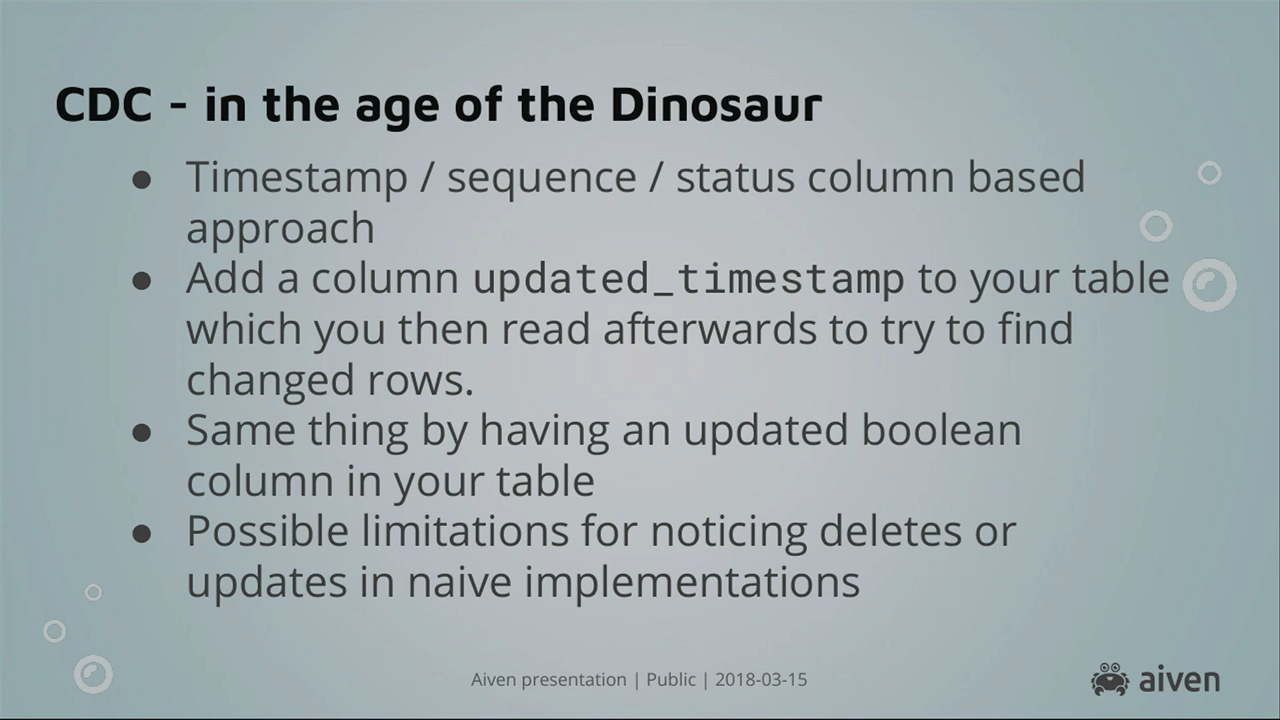 CDC - in the age of the Dinosaur
● Timestamp / sequence / status column based
approach
● Add a column updated_timestamp to your table
which you then read afterwards to try to find
changed rows.
● Same thing by having an updated boolean
column in your table
● Possible limitations for noticing deletes or
updates in naive implementations
Aiven presentation | Public | 2018-03-15
aiven